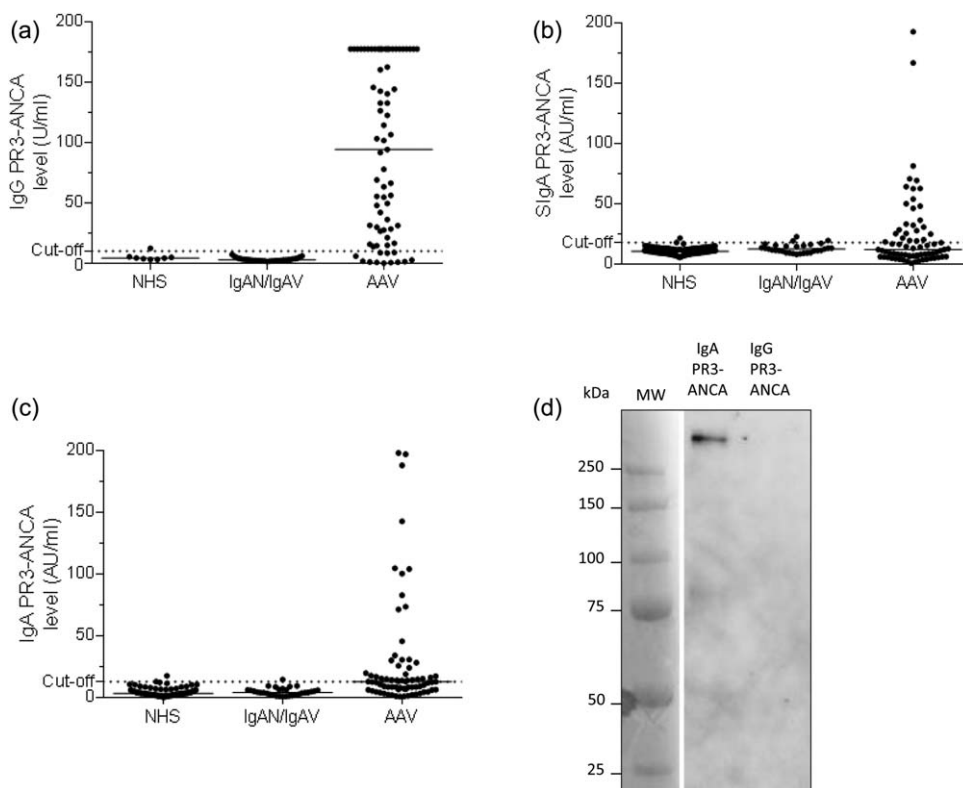 (a)
IgG PR3-ANCA
level (U/ml)
200
150
100
50
Cut-off
0
NHS
IgAN/IgAV
AAV
(b)
SIgA PR3-ANCA
level (AU/ml)
200
150
100
50
Cut-off
0
NHS
IgAN/IgAV
AAV
(c)
IgA PR3-ANCA
level (AU/ml)
200
150
100
50
Cut-off
0
NHS
IgAN/IgAV
AAV
(d)
kDa
MW
IgA
PR3-
ANCA
IgG
PR3-
ANCA
250
150
100
75
50
25